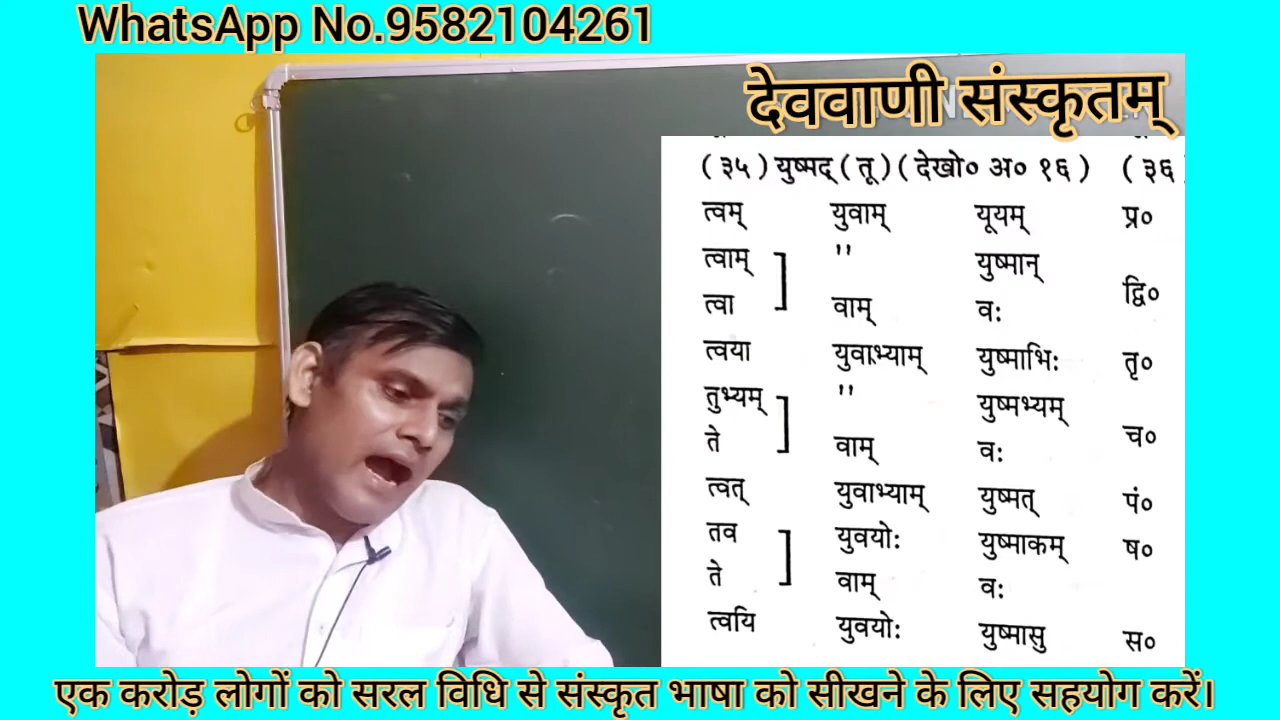 WhatsApp No.9582104261
देववाणी संस्कृतम्
(३५) युष्मद् (तू) (देखो० अ० १६) (३६
त्वम् युवाम् यूयम् प्र०
त्वाम् ] '' युष्मान्
द्वि०
त्वा वाम् वः
त्वया युवाभ्याम् युष्माभिः तृ०
तुभ्यम् ] '' युष्मभ्यम्
च०
ते वाम् वः
त्वत् युवाभ्याम् युष्मत् पं०
तव ] युवयोः युष्माकम् ष०
ते वाम् वः
त्वयि युवयोः युष्मासु स०
एक करोड़ लोगों को सरल विधि से संस्कृत भाषा को सीखने के लिए सहयोग करें।